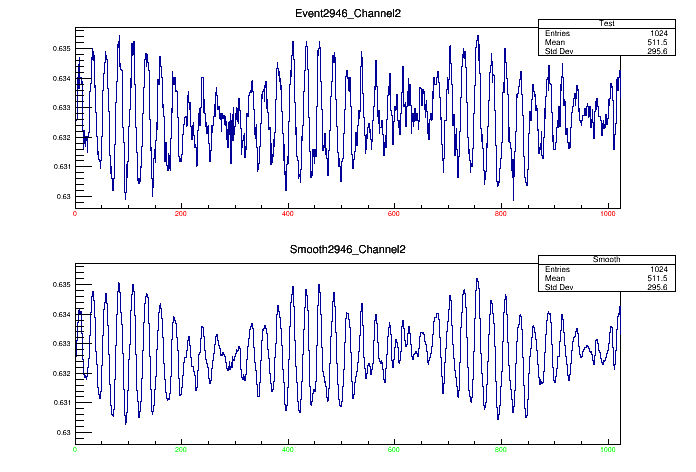 Event2946_Channel2
Test
Entries 1024
Mean 511.5
Std Dev 295.6
0.635
0.634
0.633
0.632
0.631
0.63
0 200 400 600 800 1000
Smooth2946_Channel2
Smooth
Entries 1024
Mean 511.5
Std Dev 295.6
0.635
0.634
0.633
0.632
0.631
0.63
0 200 400 600 800 1000